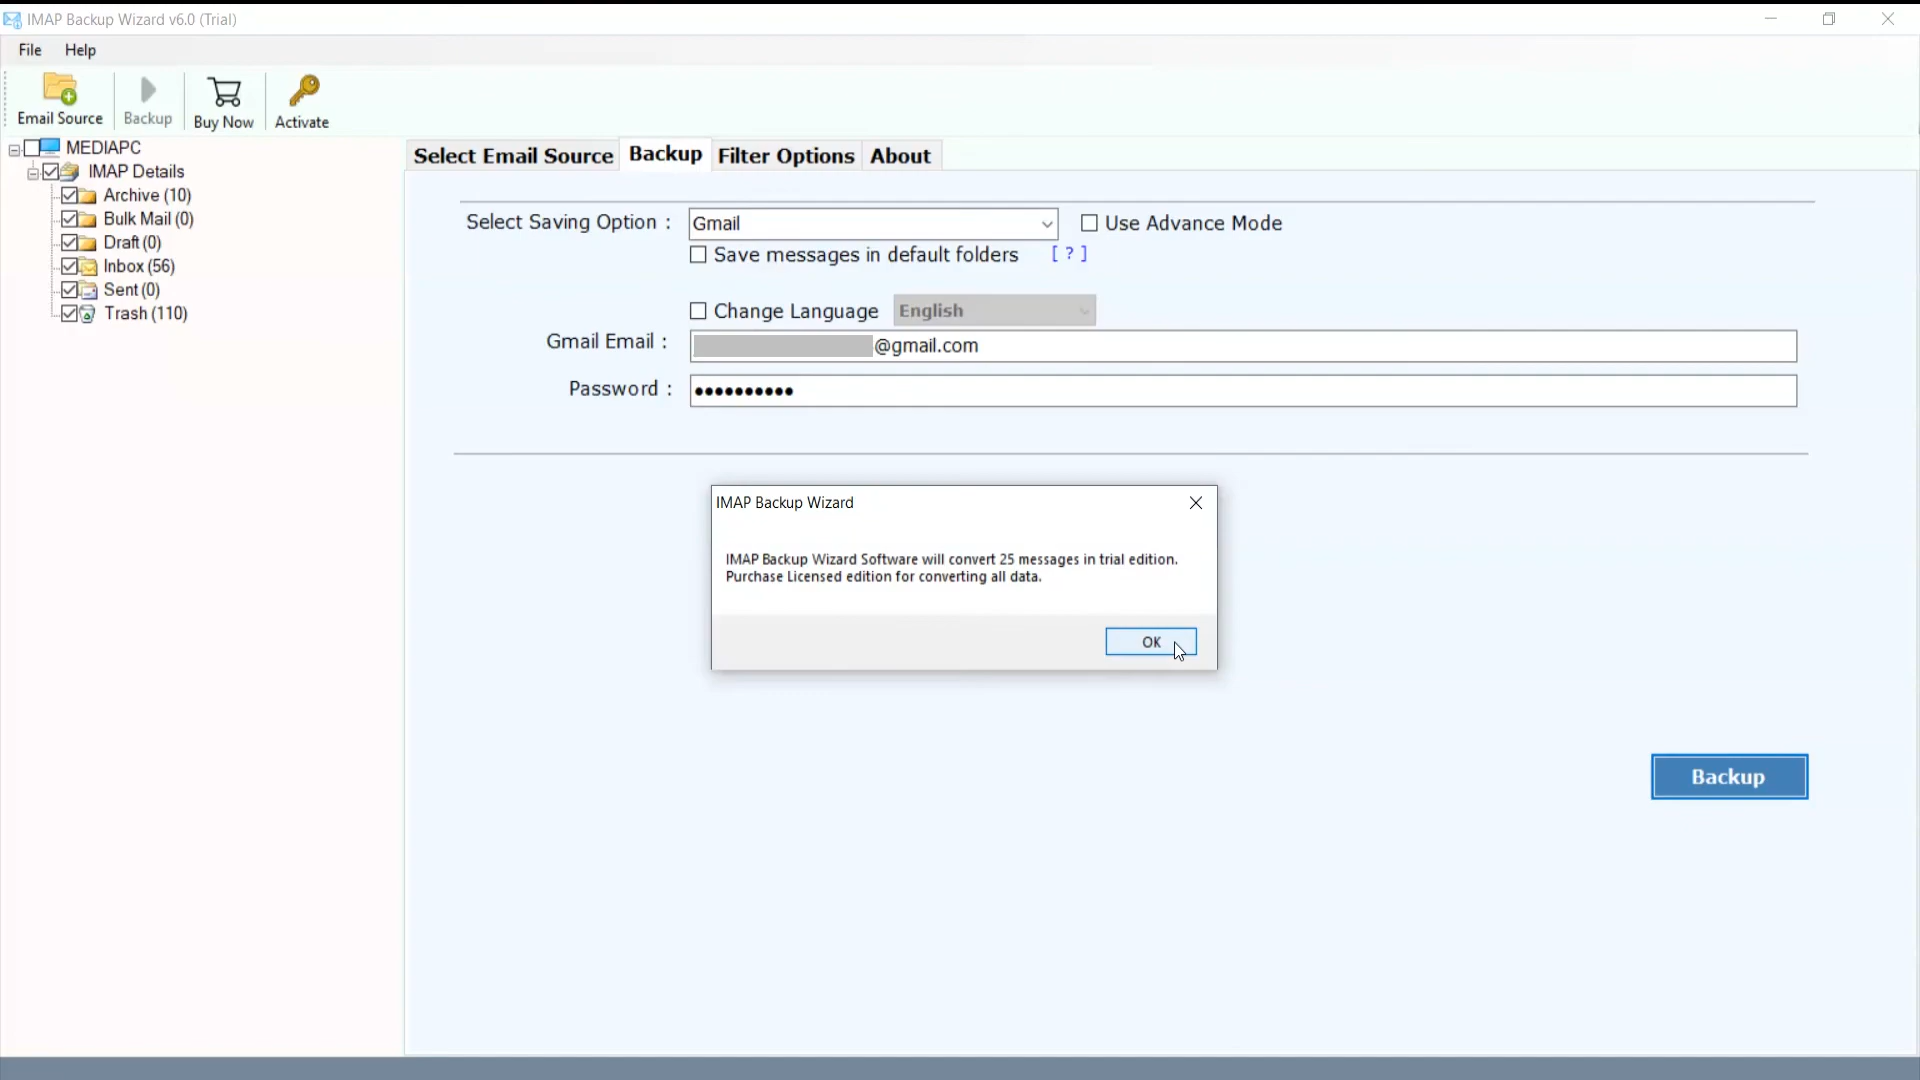 IMAP Backup Wizard v6.0 (Trial)
File Help
Email Source Backup Buy Now Activate
MEDIAPC
IMAP Details
Archive (10)
Bulk Mail (0)
Draft (0)
Inbox (56)
Sent (0)
Trash (110)
Select Email Source Backup Filter Options About
Select Saving Option : Gmail Use Advance Mode
Save messages in default folders [ ? ]
Change Language English
Gmail Email : @gmail.com
Password : ••••••••••
IMAP Backup Wizard
IMAP Backup Wizard Software will convert 25 messages in trial edition.
Purchase Licensed edition for converting all data.
OK
Backup